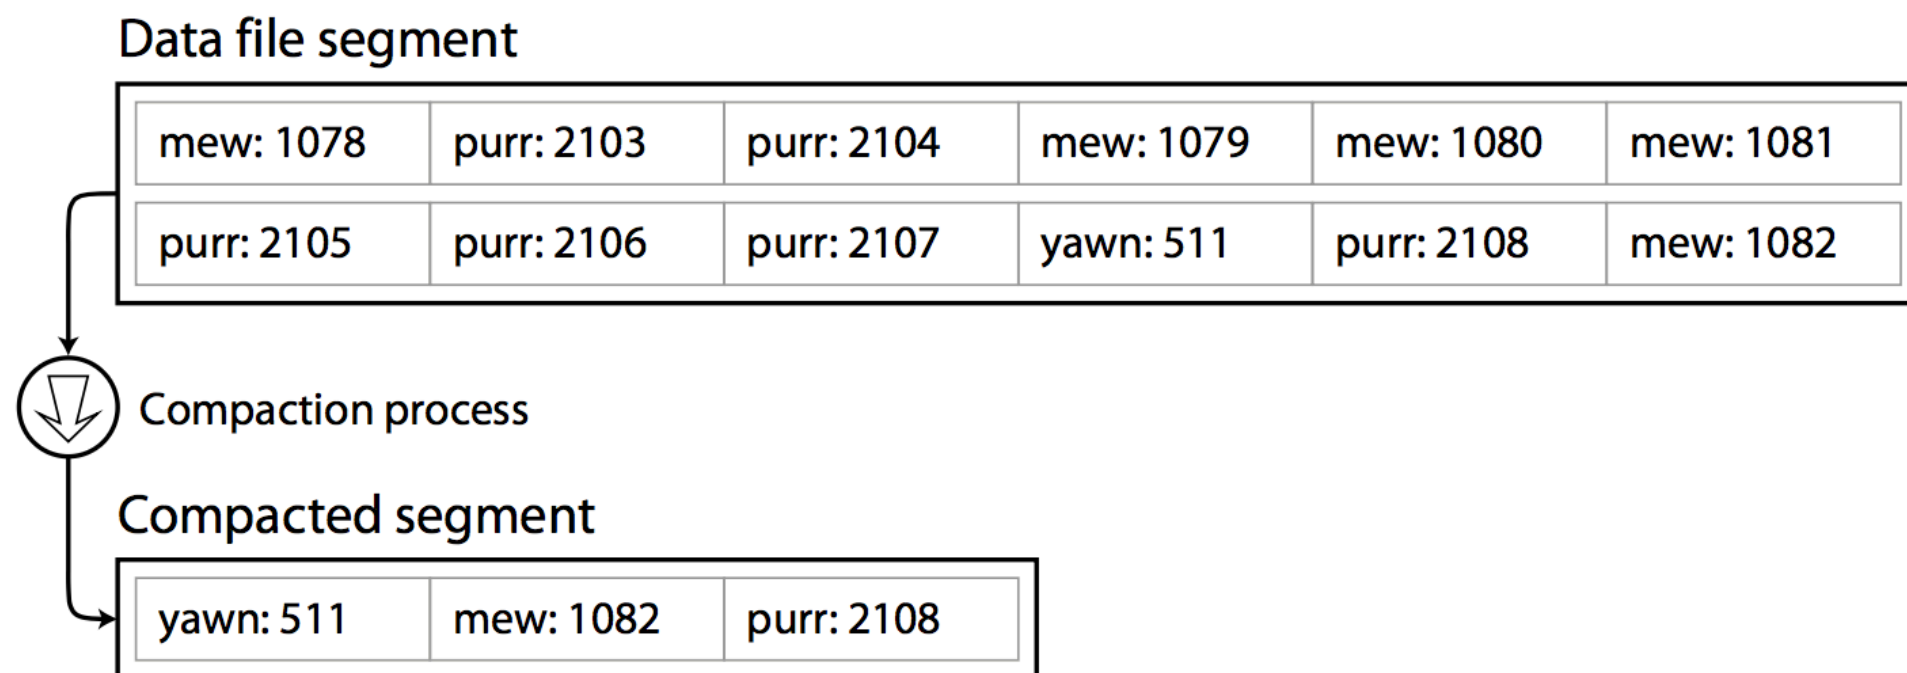 Data file segment
mew: 1078 purr: 2103 purr: 2104 mew: 1079 mew: 1080 mew: 1081
purr: 2105 purr: 2106 purr: 2107 yawn: 511 purr: 2108 mew: 1082
Compaction process
Compacted segment
yawn: 511 mew: 1082 purr: 2108